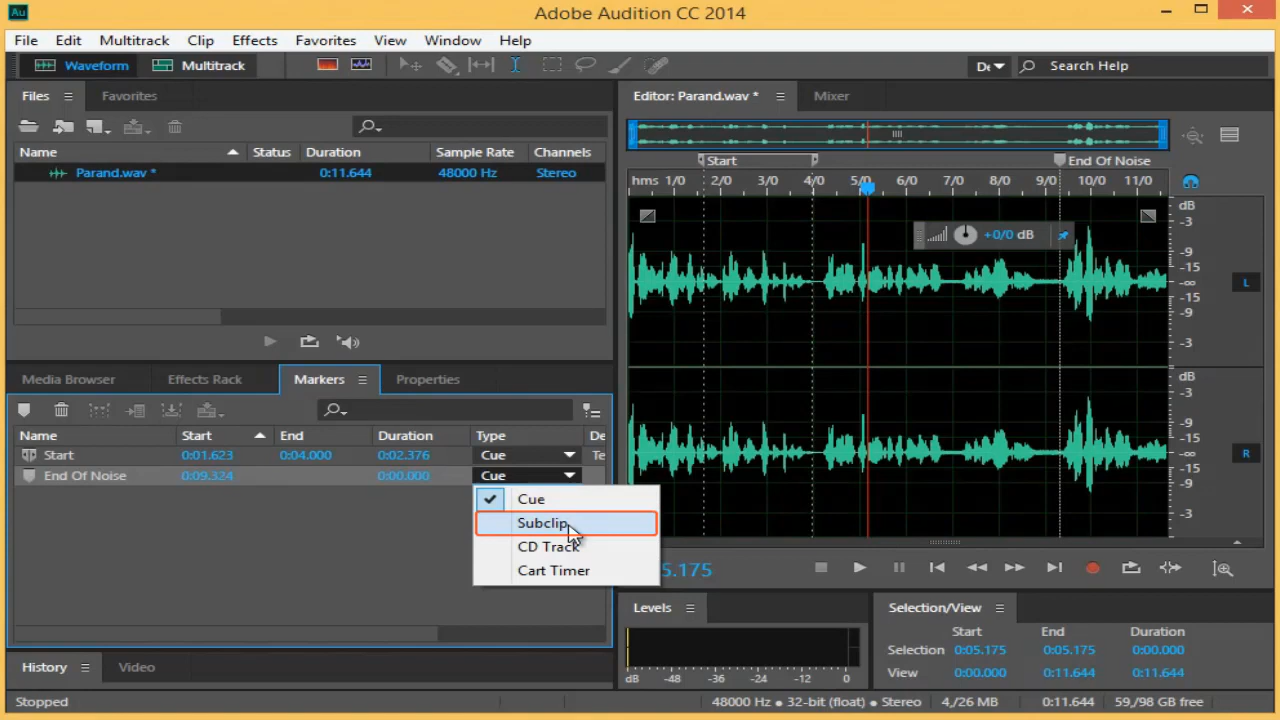 Au
Adobe Audition CC 2014
File Edit Multitrack Clip Effects Favorites View Window Help
Waveform Multitrack De Search Help
Files Favorites
Name Status Duration Sample Rate Channels
Parand.wav * 0:11.644 48000 Hz Stereo
Media Browser Effects Rack Markers Properties
Name Start End Duration Type De
Start 0:01.623 0:04.000 0:02.376 Cue Te
End Of Noise 0:09.324 0:00.000 Cue
Cue
Subclip
CD Track
Cart Timer
History Video
Stopped
Editor: Parand.wav * Mixer
Start End Of Noise
hms 1/0 2/0 3/0 4/0 5/0 6/0 7/0 8/0 9/0 10/0 11/0
+0/0 dB
dB
-3
-9
-15
-∞
-15
-9
-3
L
dB
-3
-9
-15
-∞
-15
-9
-3
R
5.175
Levels
dB -48 -36 -24 -12 0
Selection/View
Start End Duration
Selection 0:05.175 0:05.175 0:00.000
View 0:00.000 0:11.644 0:11.644
48000 Hz ● 32-bit (float) ● Stereo 4,/26 MB 0:11.644 59,/98 GB free